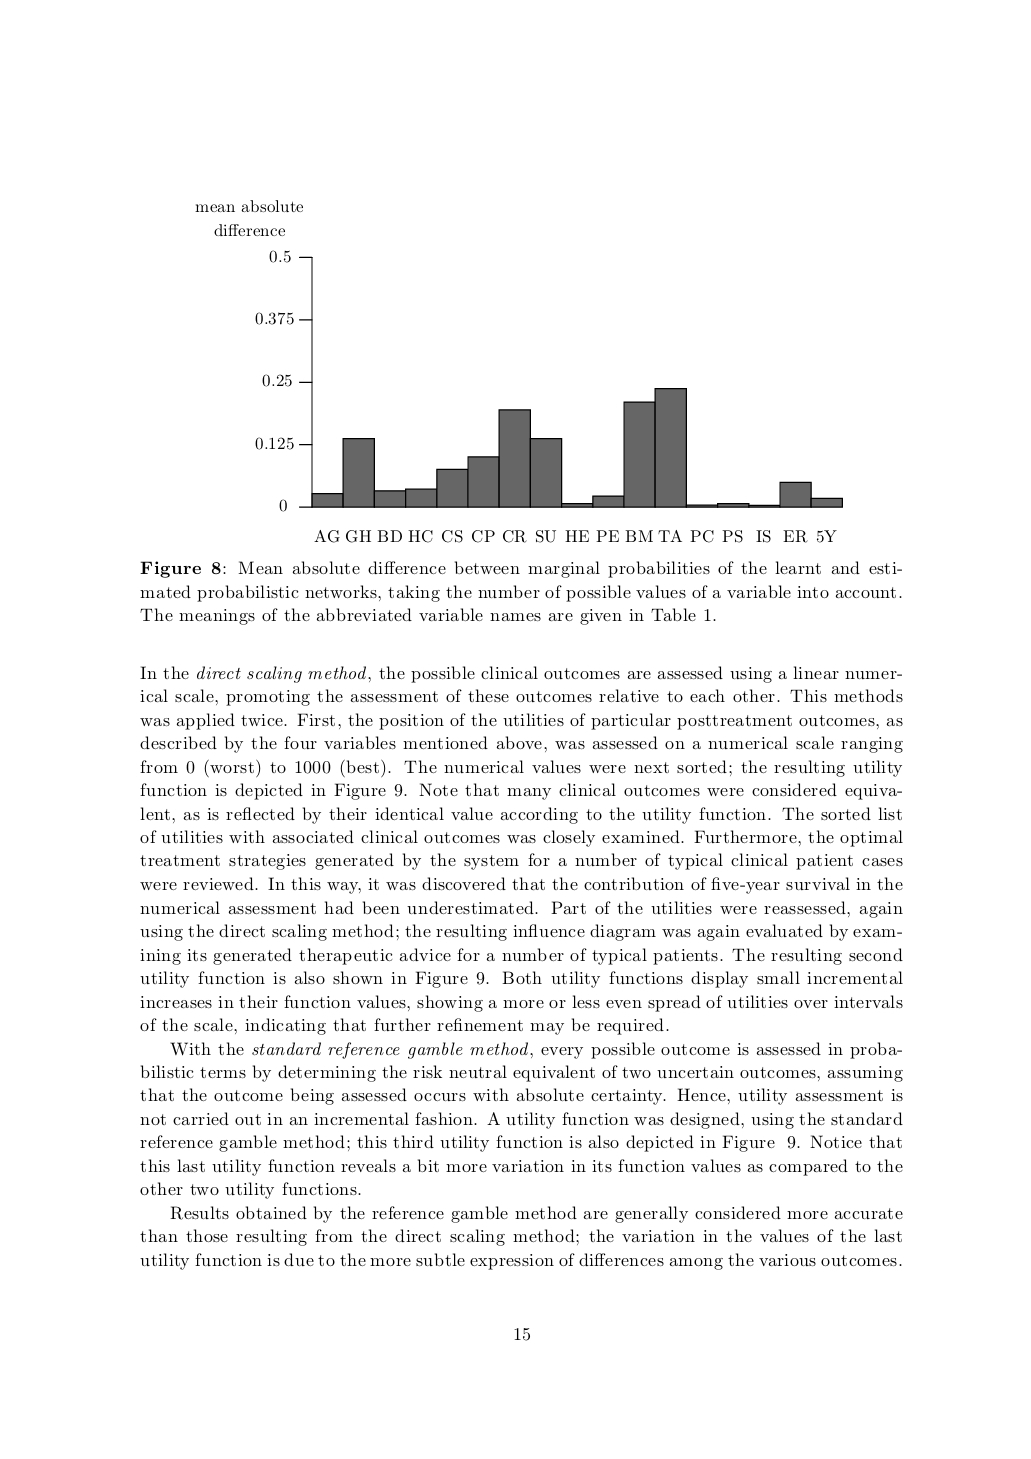 mean absolute
difference
0.5
0.375
0.25
0.125
0
AG GH BD HC CS CP CR SU HE PE BM TA PC PS IS ER 5Y
Figure 8: Mean absolute difference between marginal probabilities of the learnt and esti-
mated probabilistic networks, taking the number of possible values of a variable into account.
The meanings of the abbreviated variable names are given in Table 1.
In the direct scaling method, the possible clinical outcomes are assessed using a linear numer-
ical scale, promoting the assessment of these outcomes relative to each other. This methods
was applied twice. First, the position of the utilities of particular posttreatment outcomes, as
described by the four variables mentioned above, was assessed on a numerical scale ranging
from 0 (worst) to 1000 (best). The numerical values were next sorted; the resulting utility
function is depicted in Figure 9. Note that many clinical outcomes were considered equiva-
lent, as is reflected by their identical value according to the utility function. The sorted list
of utilities with associated clinical outcomes was closely examined. Furthermore, the optimal
treatment strategies generated by the system for a number of typical clinical patient cases
were reviewed. In this way, it was discovered that the contribution of five-year survival in the
numerical assessment had been underestimated. Part of the utilities were reassessed, again
using the direct scaling method; the resulting influence diagram was again evaluated by exam-
ining its generated therapeutic advice for a number of typical patients. The resulting second
utility function is also shown in Figure 9. Both utility functions display small incremental
increases in their function values, showing a more or less even spread of utilities over intervals
of the scale, indicating that further refinement may be required.
With the standard reference gamble method, every possible outcome is assessed in proba-
bilistic terms by determining the risk neutral equivalent of two uncertain outcomes, assuming
that the outcome being assessed occurs with absolute certainty. Hence, utility assessment is
not carried out in an incremental fashion. A utility function was designed, using the standard
reference gamble method; this third utility function is also depicted in Figure 9. Notice that
this last utility function reveals a bit more variation in its function values as compared to the
other two utility functions.
Results obtained by the reference gamble method are generally considered more accurate
than those resulting from the direct scaling method; the variation in the values of the last
utility function is due to the more subtle expression of differences among the various outcomes.
15